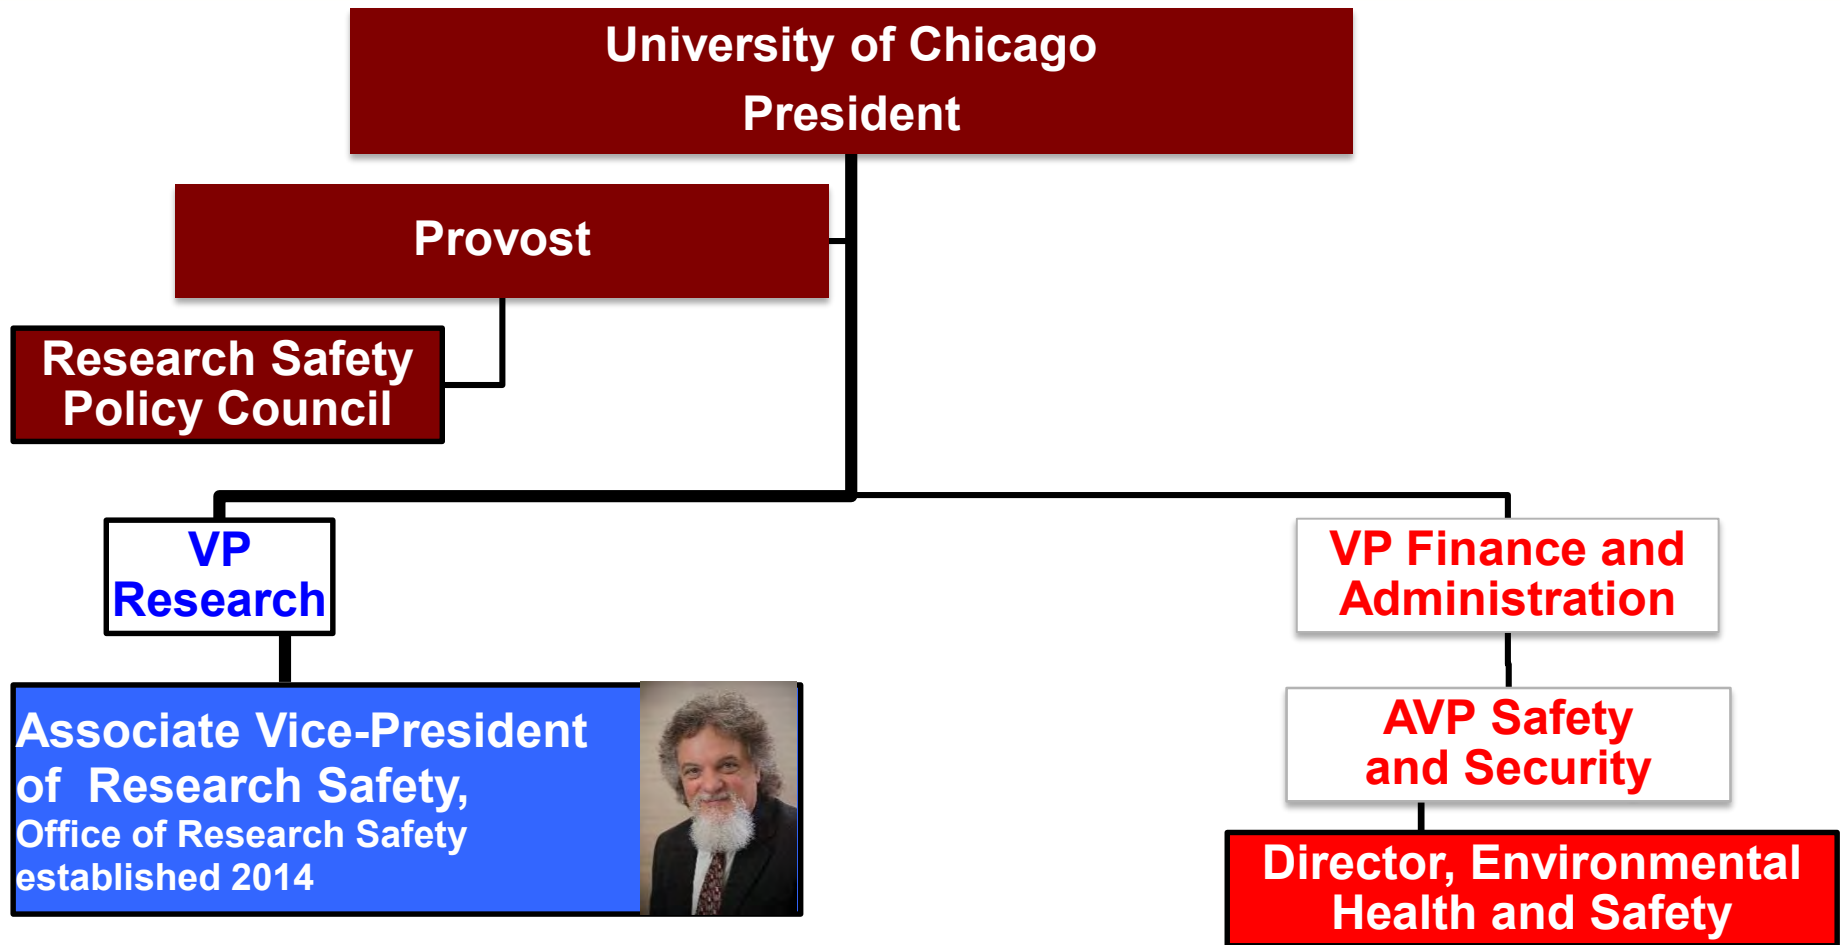 University of Chicago
President
Provost
Research Safety
Policy Council
VP
Research
VP Finance and
Administration
Associate Vice-President
of Research Safety,
Office of Research Safety
established 2014
AVP Safety
and Security
Director, Environmental
Health and Safety